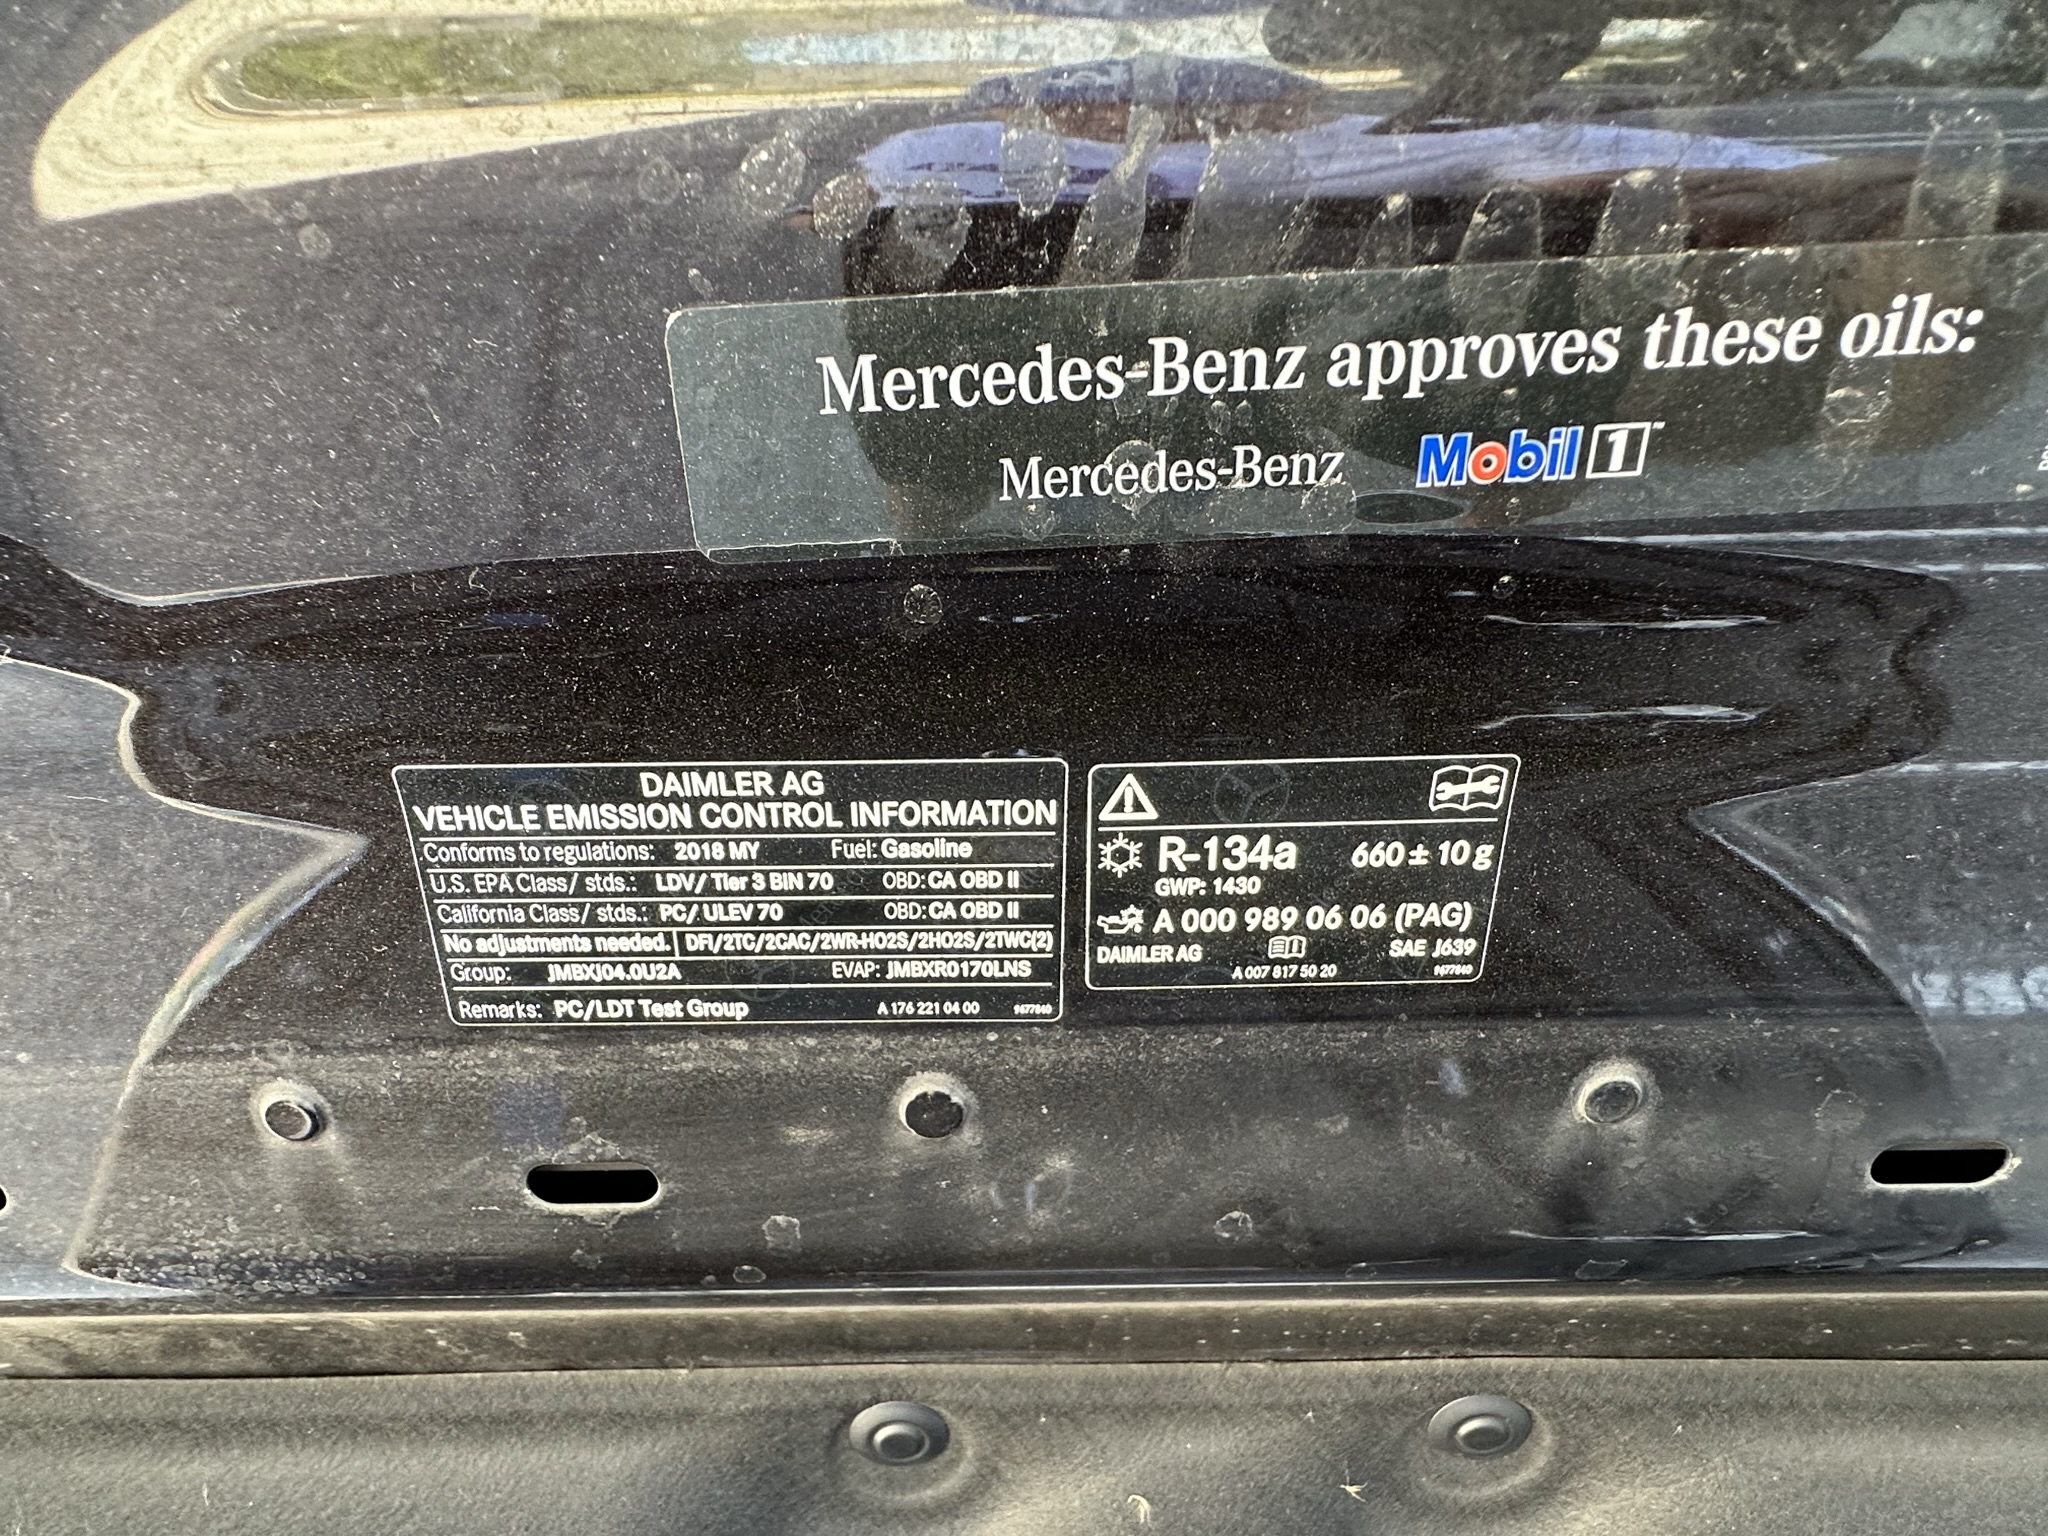 Mercedes-Benz approves these oils:
Mercedes-Benz Mobil 1™
DAIMLER AG
VEHICLE EMISSION CONTROL INFORMATION
Conforms to regulations: 2018 MY Fuel: Gasoline
U.S. EPA Class/ stds.: LDV/ Tier 3 BIN 70 OBD: CA OBD II
California Class/ stds.: PC/ ULEV 70 OBD: CA OBD II
No adjustments needed. DFI/2TC/2CAC/2WR-HO2S/2HO2S/2TWC(2)
Group: JMBXJ04.0U2A EVAP: JMBXR0170LNS
Remarks: PC/LDT Test Group A 176 221 04 00 9677840
R-134a 660 ± 10 g
GWP: 1430
A 000 989 06 06 (PAG)
DAIMLER AG SAE J639
A 007 817 50 20 9677840